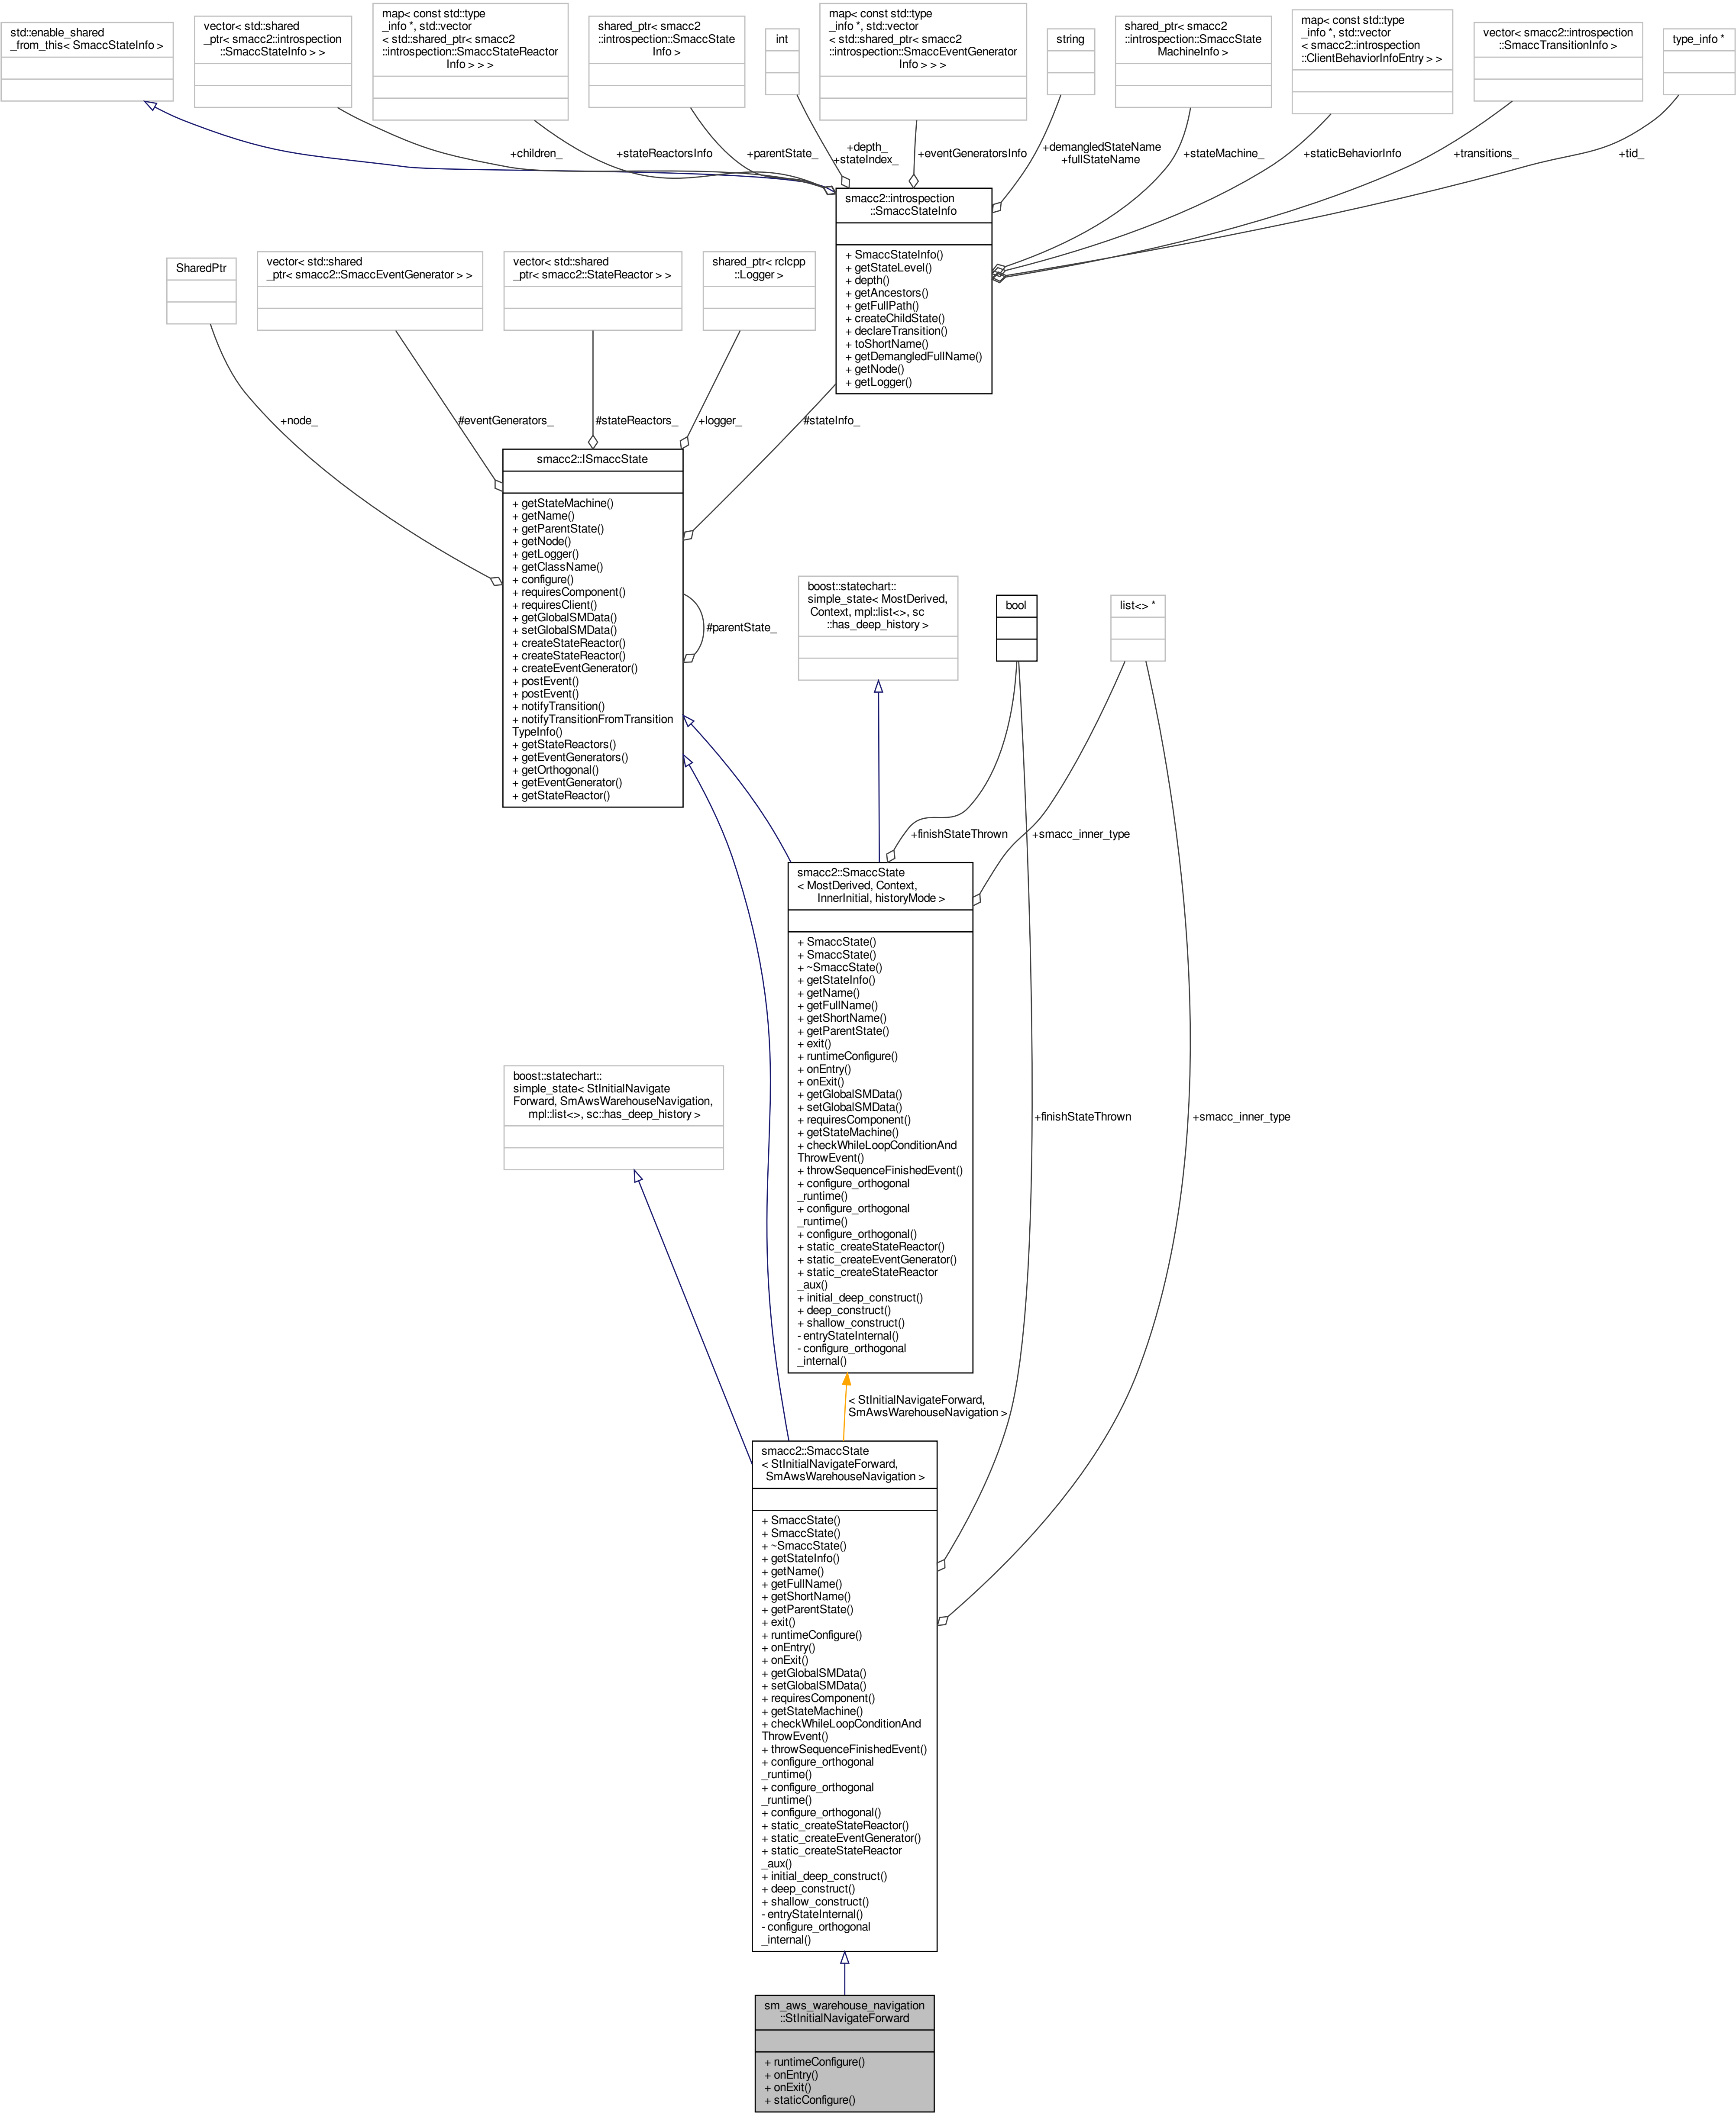 std::enable_shared
_from_this< SmaccStateInfo >
vector< std::shared
_ptr< smacc2::introspection
::SmaccStateInfo > >
map< const std::type
_info *, std::vector
< std::shared_ptr< smacc2
::introspection::SmaccStateReactor
Info > > >
shared_ptr< smacc2
::introspection::SmaccState
Info >
int
map< const std::type
_info *, std::vector
< std::shared_ptr< smacc2
::introspection::SmaccEventGenerator
Info > > >
string
shared_ptr< smacc2
::introspection::SmaccState
MachineInfo >
map< const std::type
_info *, std::vector
< smacc2::introspection
::ClientBehaviorInfoEntry > >
vector< smacc2::introspection
::SmaccTransitionInfo >
type_info *
+children_
+stateReactorsInfo
+parentState_
+depth_
+stateIndex_
+eventGeneratorsInfo
+demangledStateName
+fullStateName
+stateMachine_
+staticBehaviorInfo
+transitions_
+tid_
smacc2::introspection
::SmaccStateInfo
+ SmaccStateInfo()
+ getStateLevel()
+ depth()
+ getAncestors()
+ getFullPath()
+ createChildState()
+ declareTransition()
+ toShortName()
+ getDemangledFullName()
+ getNode()
+ getLogger()
SharedPtr
vector< std::shared
_ptr< smacc2::SmaccEventGenerator > >
vector< std::shared
_ptr< smacc2::StateReactor > >
shared_ptr< rclcpp
::Logger >
+node_
#eventGenerators_
#stateReactors_
+logger_
#stateInfo_
smacc2::ISmaccState
+ getStateMachine()
+ getName()
+ getParentState()
+ getNode()
+ getLogger()
+ getClassName()
+ configure()
+ requiresComponent()
+ requiresClient()
+ getGlobalSMData()
+ setGlobalSMData()
+ createStateReactor()
+ createStateReactor()
+ createEventGenerator()
+ postEvent()
+ postEvent()
+ notifyTransition()
+ notifyTransitionFromTransition
TypeInfo()
+ getStateReactors()
+ getEventGenerators()
+ getOrthogonal()
+ getEventGenerator()
+ getStateReactor()
#parentState_
boost::statechart::
simple_state< MostDerived,
Context, mpl::list<>, sc
::has_deep_history >
bool
list<> *
+finishStateThrown
+smacc_inner_type
smacc2::SmaccState
< MostDerived, Context,
InnerInitial, historyMode >
+ SmaccState()
+ SmaccState()
+ ~SmaccState()
+ getStateInfo()
+ getName()
+ getFullName()
+ getShortName()
+ getParentState()
+ exit()
+ runtimeConfigure()
+ onEntry()
+ onExit()
+ getGlobalSMData()
+ setGlobalSMData()
+ requiresComponent()
+ getStateMachine()
+ checkWhileLoopConditionAnd
ThrowEvent()
+ throwSequenceFinishedEvent()
+ configure_orthogonal
_runtime()
+ configure_orthogonal
_runtime()
+ configure_orthogonal()
+ static_createStateReactor()
+ static_createEventGenerator()
+ static_createStateReactor
_aux()
+ initial_deep_construct()
+ deep_construct()
+ shallow_construct()
- entryStateInternal()
- configure_orthogonal
_internal()
boost::statechart::
simple_state< StInitialNavigate
Forward, SmAwsWarehouseNavigation,
mpl::list<>, sc::has_deep_history >
+finishStateThrown
+smacc_inner_type
< StInitialNavigateForward,
SmAwsWarehouseNavigation >
smacc2::SmaccState
< StInitialNavigateForward,
SmAwsWarehouseNavigation >
+ SmaccState()
+ SmaccState()
+ ~SmaccState()
+ getStateInfo()
+ getName()
+ getFullName()
+ getShortName()
+ getParentState()
+ exit()
+ runtimeConfigure()
+ onEntry()
+ onExit()
+ getGlobalSMData()
+ setGlobalSMData()
+ requiresComponent()
+ getStateMachine()
+ checkWhileLoopConditionAnd
ThrowEvent()
+ throwSequenceFinishedEvent()
+ configure_orthogonal
_runtime()
+ configure_orthogonal
_runtime()
+ configure_orthogonal()
+ static_createStateReactor()
+ static_createEventGenerator()
+ static_createStateReactor
_aux()
+ initial_deep_construct()
+ deep_construct()
+ shallow_construct()
- entryStateInternal()
- configure_orthogonal
_internal()
sm_aws_warehouse_navigation
::StInitialNavigateForward
+ runtimeConfigure()
+ onEntry()
+ onExit()
+ staticConfigure()